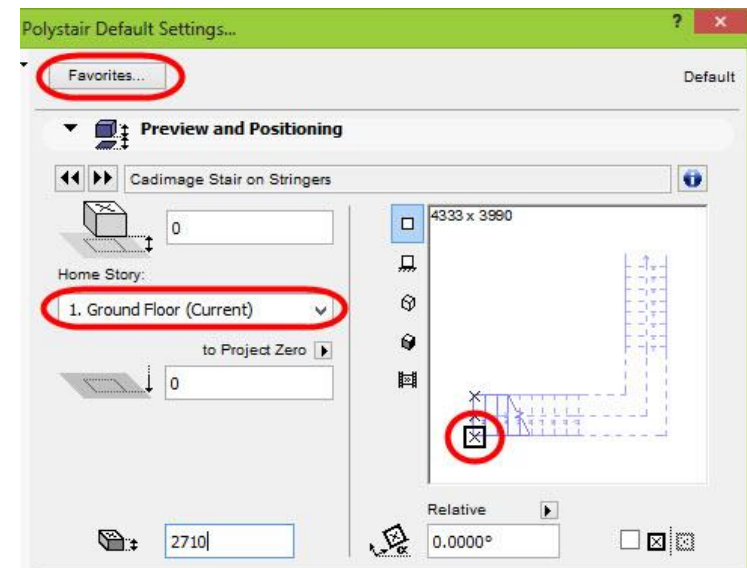 Polystair Default Settings...
?
×
Favorites...
Default
Preview and Positioning
Cadimage Stair on Stringers
0
4333 x 3990
Home Story:
1. Ground Floor (Current)
to Project Zero
0
Relative
2710
α
0.0000°